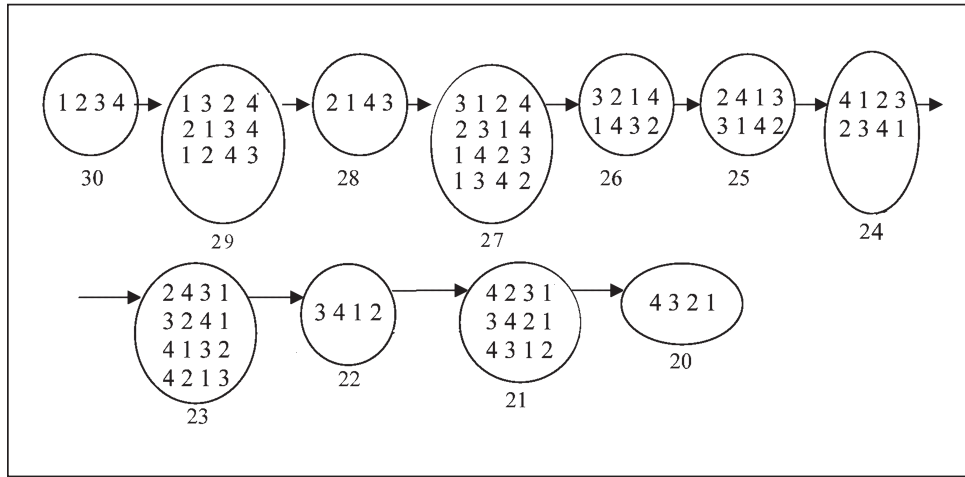 1 2 3 4
30
1 3 2 4
2 1 3 4
1 2 4 3
29
2 1 4 3
28
3 1 2 4
2 3 1 4
1 4 2 3
1 3 4 2
27
3 2 1 4
1 4 3 2
26
2 4 1 3
3 1 4 2
25
4 1 2 3
2 3 4 1
24
2 4 3 1
3 2 4 1
4 1 3 2
4 2 1 3
23
3 4 1 2
22
4 2 3 1
3 4 2 1
4 3 1 2
21
4 3 2 1
20